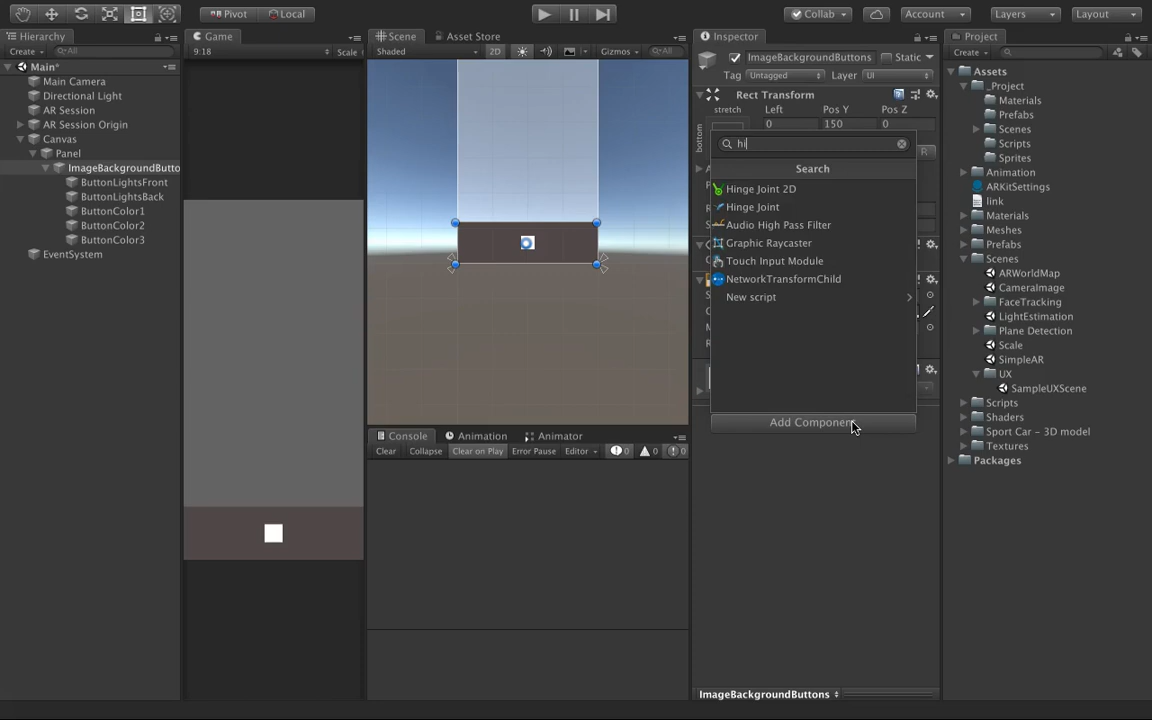 Pivot
Local
Collab
Account
Layers
Layout
Hierarchy
Create
All
Main*
Main Camera
Directional Light
AR Session
AR Session Origin
Canvas
Panel
ImageBackgroundButto
ButtonLightsFront
ButtonLightsBack
ButtonColor1
ButtonColor2
ButtonColor3
EventSystem
Game
9:18
Scale
Scene
Asset Store
Shaded
2D
Gizmos
All
Console
Animation
Animator
Clear
Collapse
Clear on Play
Error Pause
Editor
0
0
0
Inspector
ImageBackgroundButtons
Static
Tag
Untagged
Layer
UI
Rect Transform
stretch
Left
Pos Y
Pos Z
bottom
0
150
0
R
hi
Search
Hinge Joint 2D
Hinge Joint
Audio High Pass Filter
Graphic Raycaster
Touch Input Module
NetworkTransformChild
New script
Add Component
ImageBackgroundButtons
Project
Create
Assets
_Project
Materials
Prefabs
Scenes
Scripts
Sprites
Animation
ARKitSettings
link
Materials
Meshes
Prefabs
Scenes
ARWorldMap
CameraImage
FaceTracking
LightEstimation
Plane Detection
Scale
SimpleAR
UX
SampleUXScene
Scripts
Shaders
Sport Car - 3D model
Textures
Packages